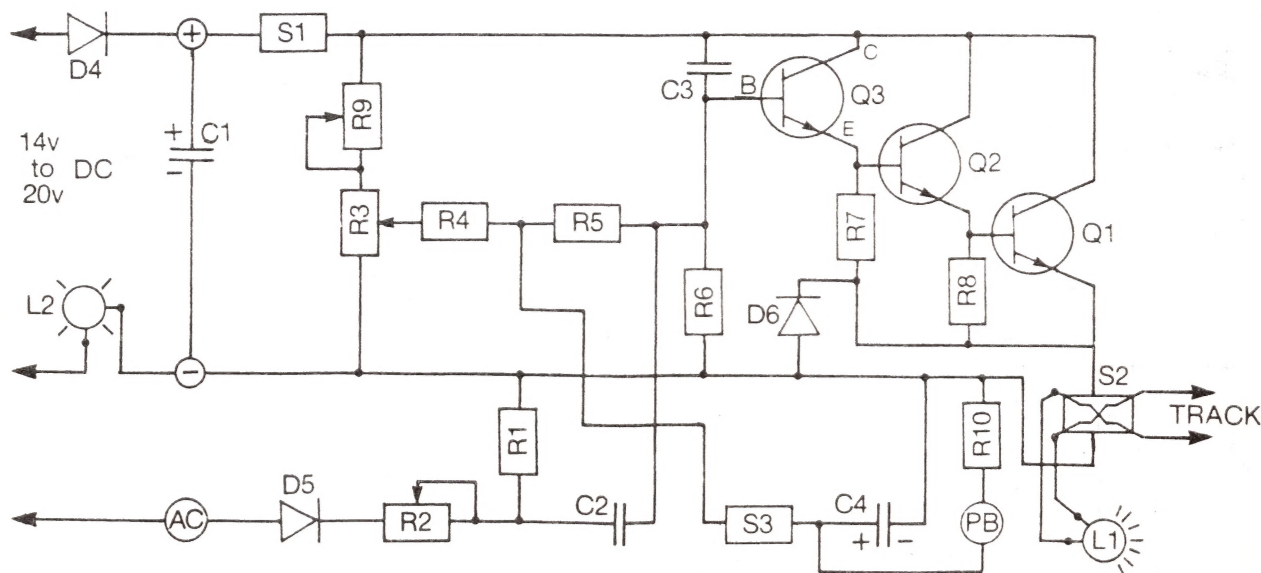 D4
+
S1
C3
B
C
Q3
E
R9
+ C1
-
14v
to DC
20v
Q2
R3
R4
R5
R7
Q1
L2
R6
R8
D6
-
S2
TRACK
R1
R10
D5
C2
C4
AC
R2
S3
+ -
PB
L1